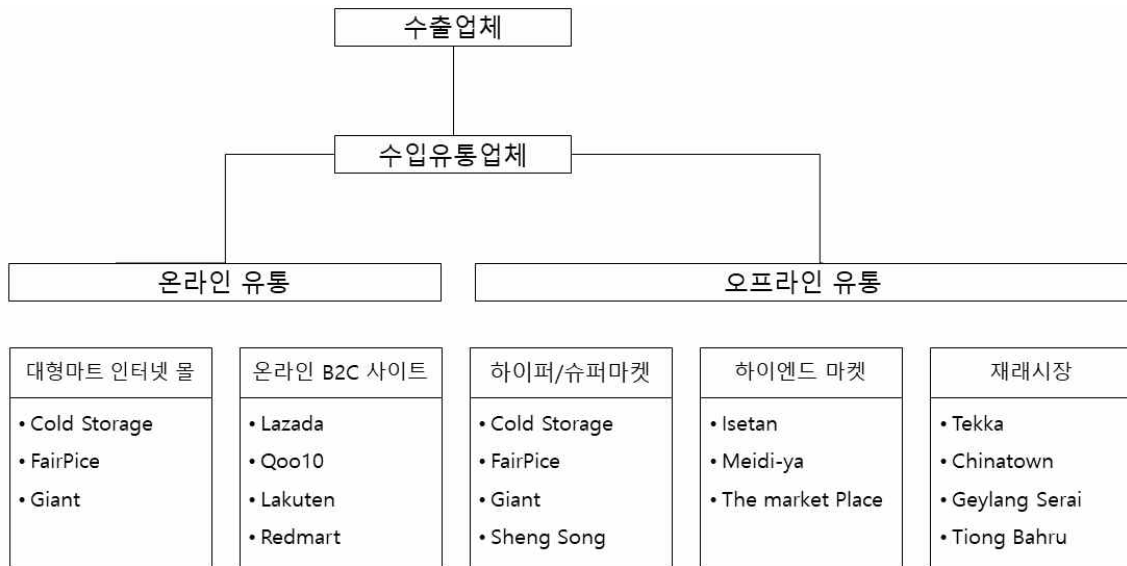 수출업체
수입유통업체
온라인 유통
오프라인 유통
대형마트 인터넷 몰
• Cold Storage
• FairPice
• Giant
온라인 B2C 사이트
• Lazada
• Qoo10
• Lakuten
• Redmart
하이퍼/슈퍼마켓
• Cold Storage
• FairPice
• Giant
• Sheng Song
하이엔드 마켓
• Isetan
• Meidi-ya
• The market Place
재래시장
• Tekka
• Chinatown
• Geylang Serai
• Tiong Bahru